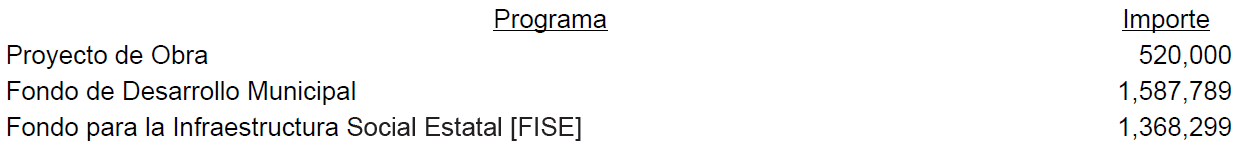 Programa Importe
Proyecto de Obra 520,000
Fondo de Desarrollo Municipal 1,587,789
Fondo para la Infraestructura Social Estatal [FISE] 1,368,299